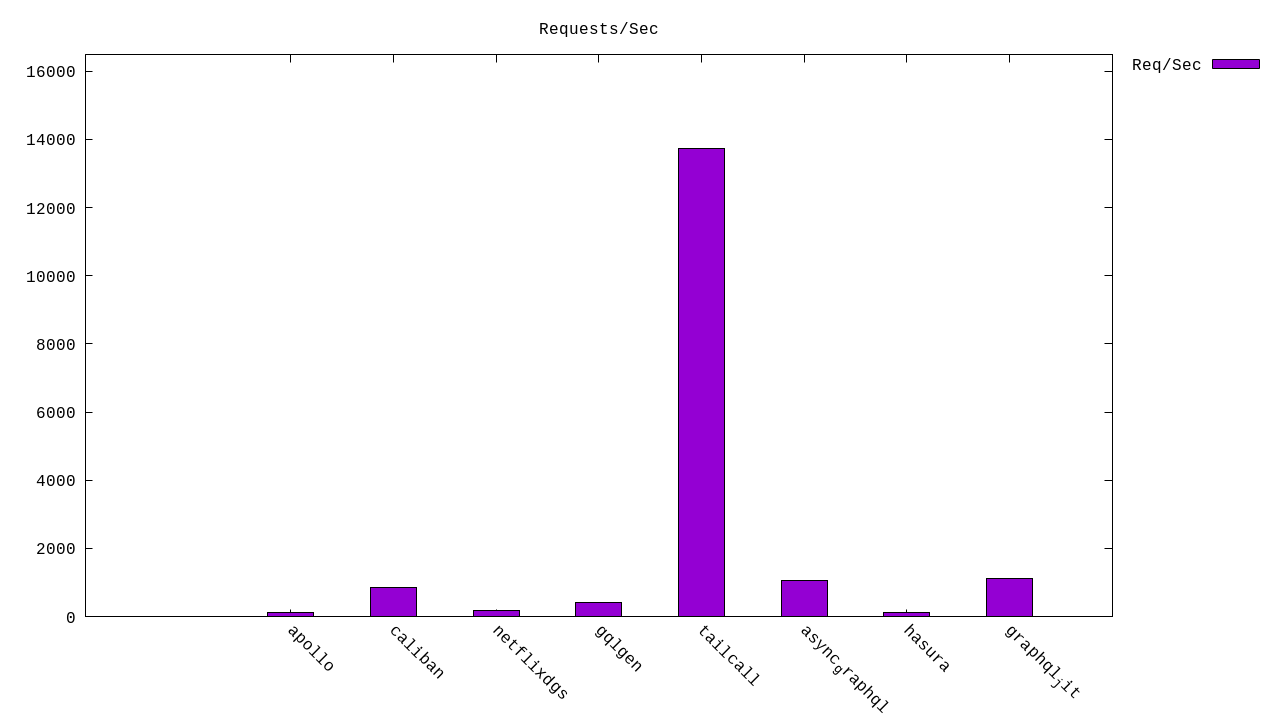 Requests/Sec
Req/Sec
16000
14000
12000
10000
8000
6000
4000
2000
0
apollo
caliban
netflixdgs
gqlgen
tailcall
async_graphql
hasura
graphql_jit